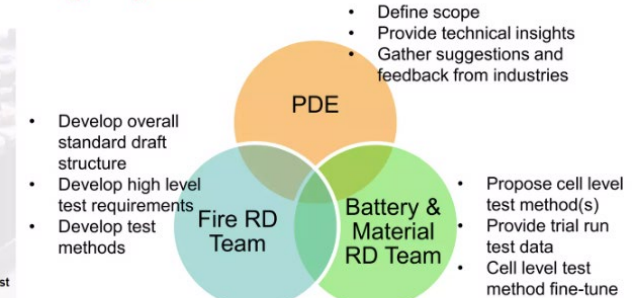 • Define scope
• Provide technical insights
• Gather suggestions and
feedback from industries
PDE
• Develop overall
standard draft
structure
• Develop high level
test requirements
• Develop test
methods
Fire RD
Team
Battery &
Material
RD Team
• Propose cell level
test method(s)
• Provide trial run
test data
• Cell level test
method fine-tune
st